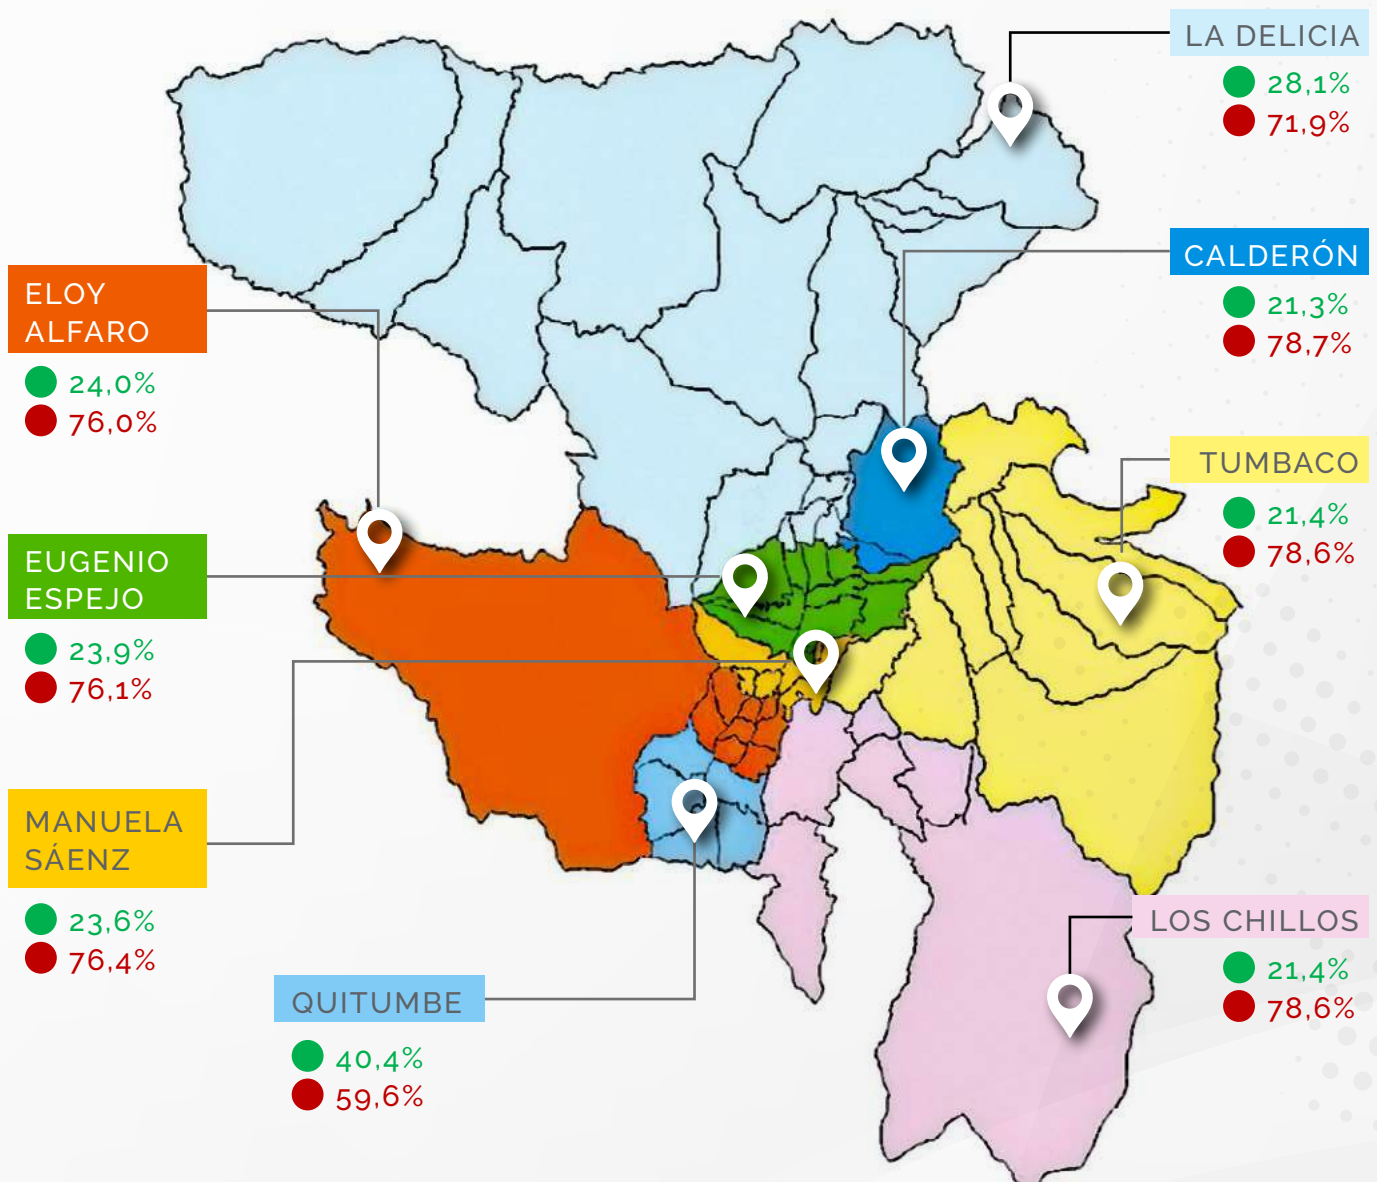 LA DELICIA
28,1%
71,9%
CALDERÓN
21,3%
78,7%
ELOY
ALFARO
24,0%
76,0%
TUMBACO
21,4%
78,6%
EUGENIO
ESPEJO
23,9%
76,1%
MANUELA
SÁENZ
23,6%
76,4%
LOS CHILLOS
21,4%
78,6%
QUITUMBE
40,4%
59,6%